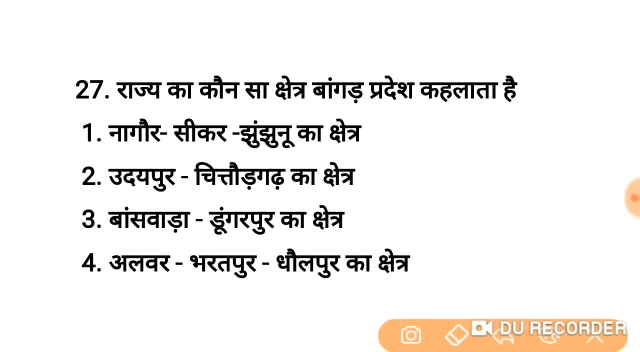 27. राज्य का कौन सा क्षेत्र बांगड़ प्रदेश कहलाता है
1. नागौर- सीकर -झुंझुनू का क्षेत्र
2. उदयपुर - चित्तौड़गढ़ का क्षेत्र
3. बांसवाड़ा - डूंगरपुर का क्षेत्र
4. अलवर - भरतपुर - धौलपुर का क्षेत्र
DU RECORDER